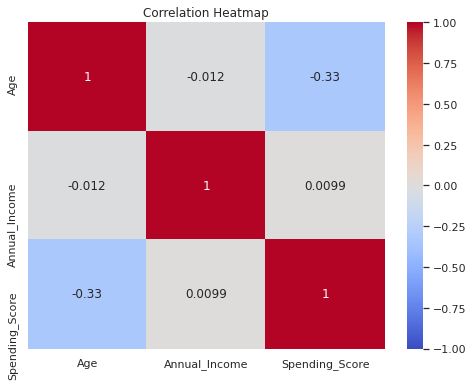 Correlation Heatmap
Age
1
-0.012
-0.33
Annual_Income
-0.012
1
0.0099
Spending_Score
-0.33
0.0099
1
Age
Annual_Income
Spending_Score
1.00
0.75
0.50
0.25
0.00
−0.25
−0.50
−0.75
−1.00